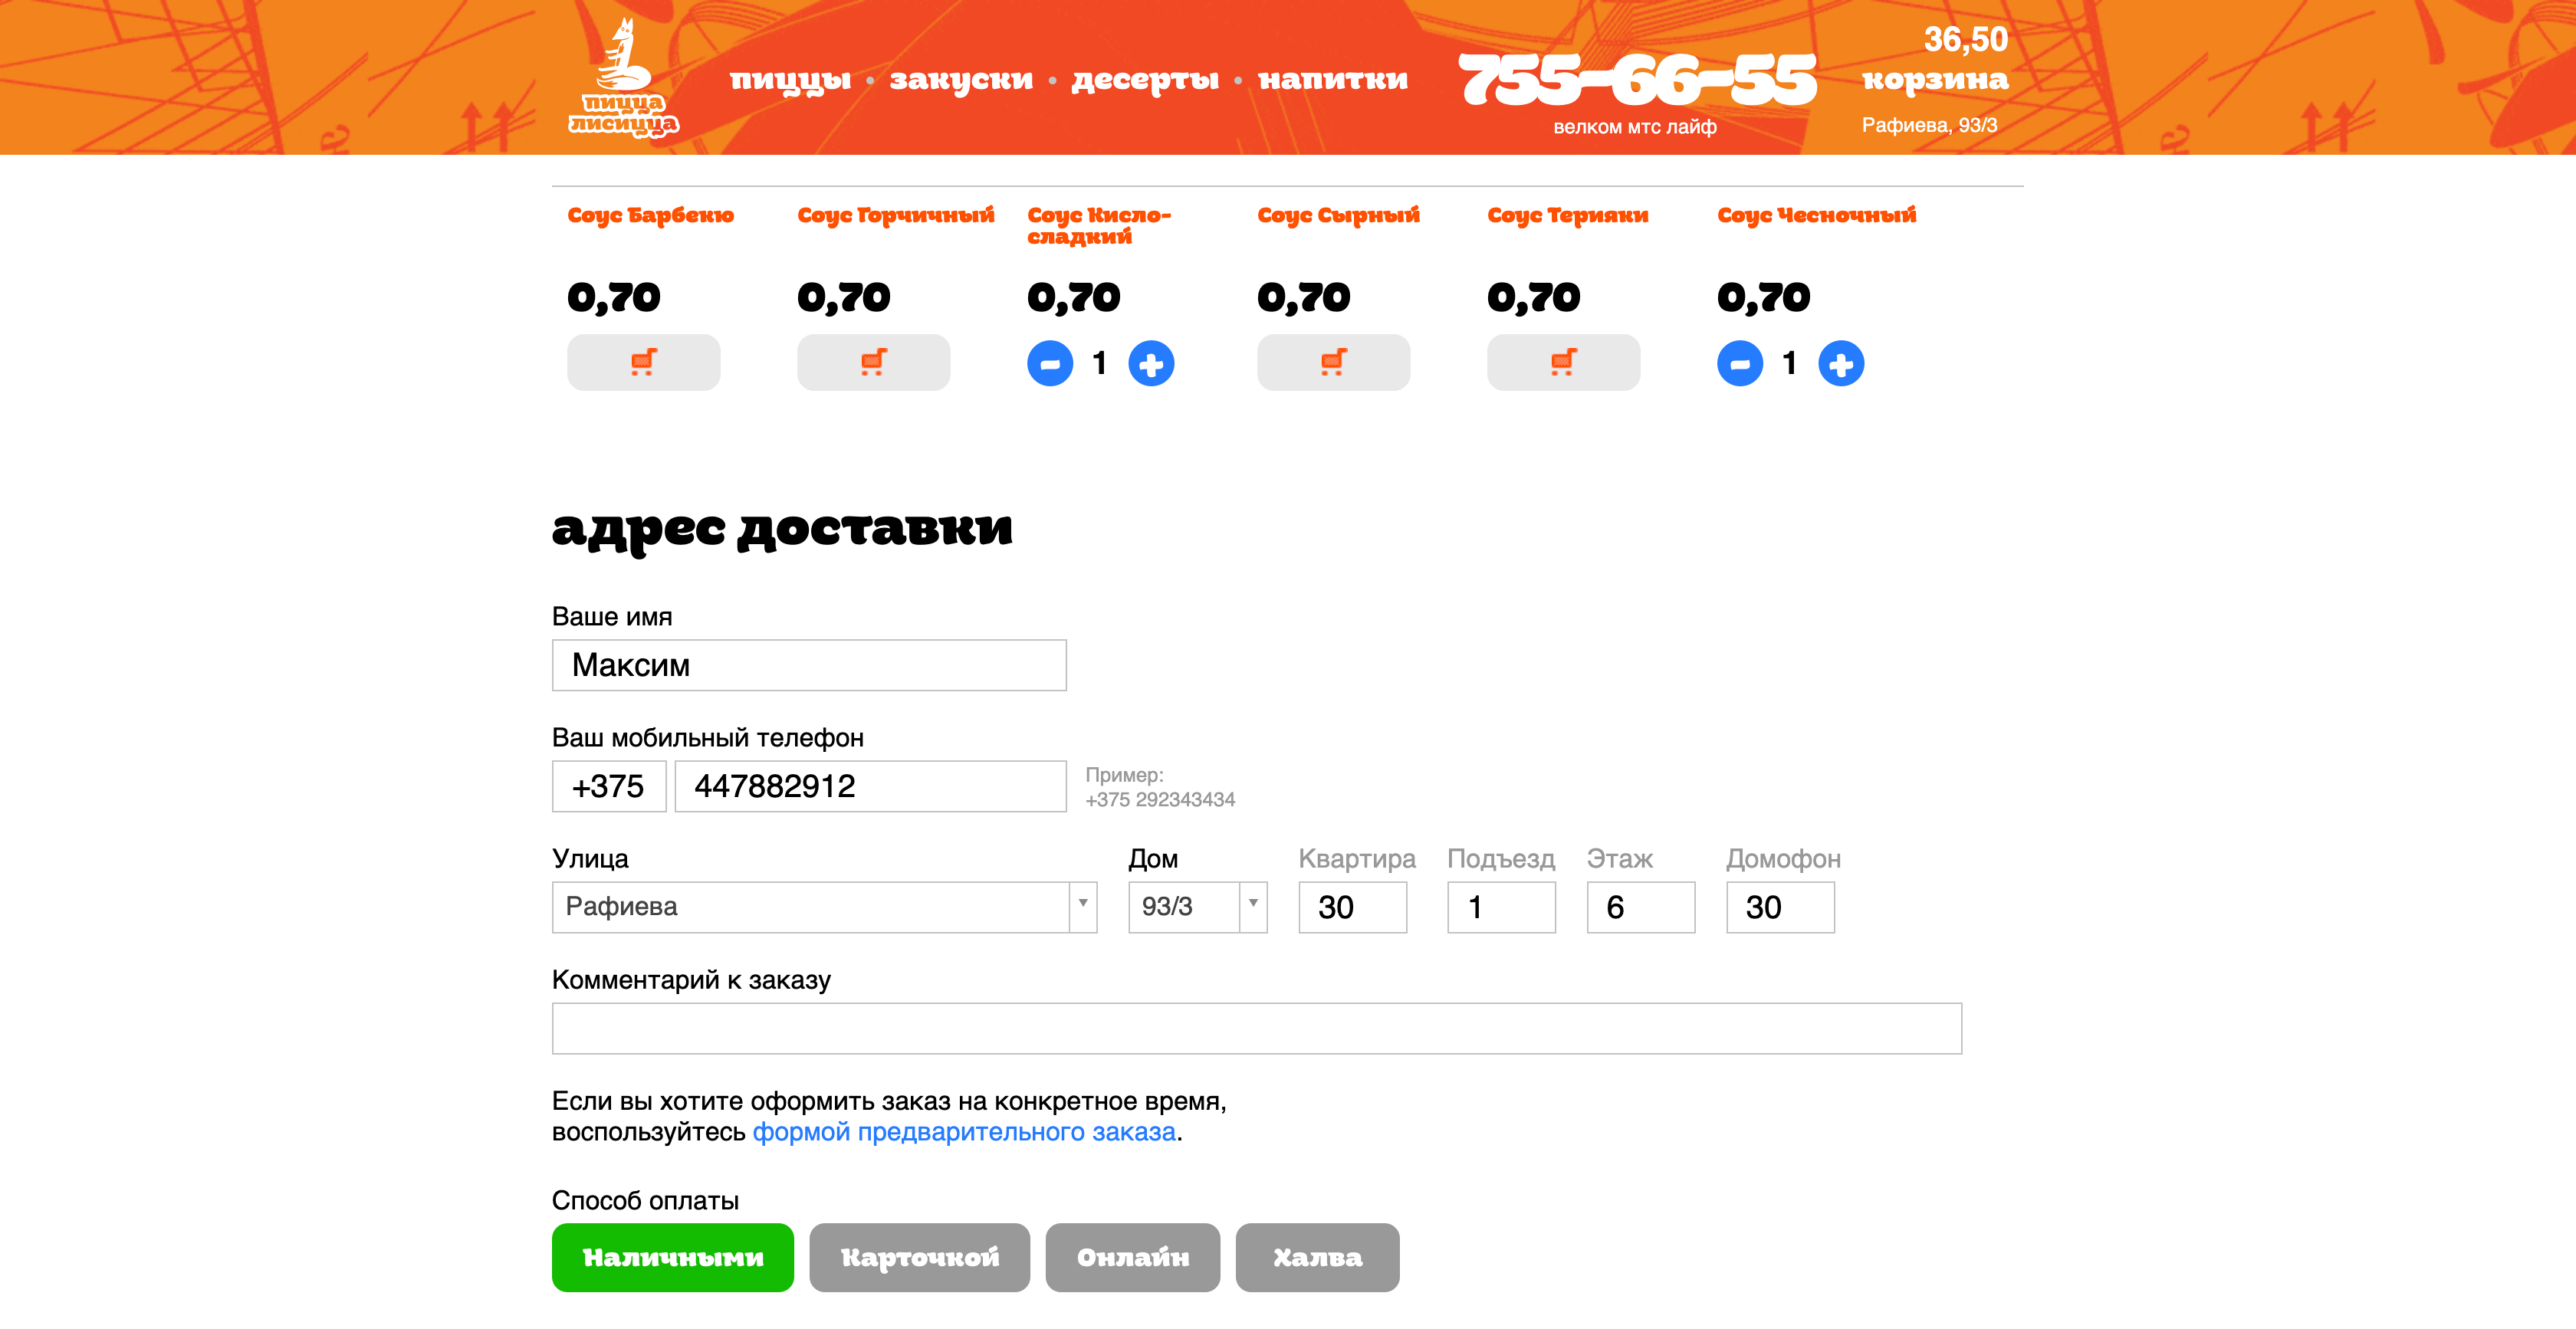 пицца
лисицца
пиццы • закуски • десерты • напитки
755-66-55
велком мтс лайф
36,50
корзина
Рафиева, 93/3
Соус Барбекю
Соус Горчичный
Соус Кисло-
сладкий
Соус Сырный
Соус Терияки
Соус Чесночный
0,70
0,70
0,70
0,70
0,70
0,70
- 1 +
- 1 +
адрес доставки
Ваше имя
Максим
Ваш мобильный телефон
+375 447882912
Пример:
+375 292343434
Улица Дом Квартира Подъезд Этаж Домофон
Рафиева 93/3 30 1 6 30
Комментарий к заказу
Если вы хотите оформить заказ на конкретное время,
воспользуйтесь формой предварительного заказа.
Способ оплаты
Наличными Карточкой Онлайн Халва